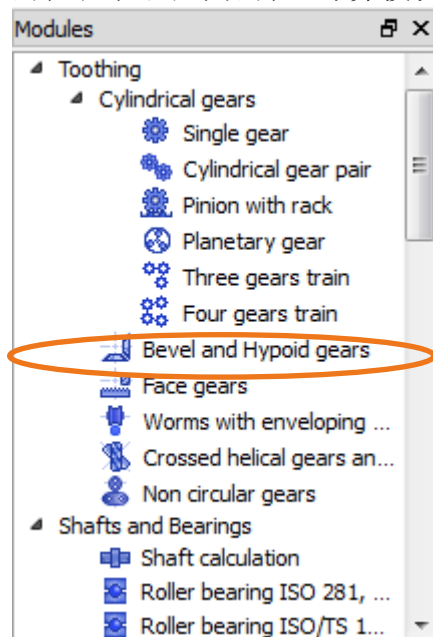 Modules
Toothing
Cylindrical gears
Single gear
Cylindrical gear pair
Pinion with rack
Planetary gear
Three gears train
Four gears train
Bevel and Hypoid gears
Face gears
Worms with enveloping ...
Crossed helical gears an...
Non circular gears
Shafts and Bearings
Shaft calculation
Roller bearing ISO 281, ...
Roller bearing ISO/TS 1...